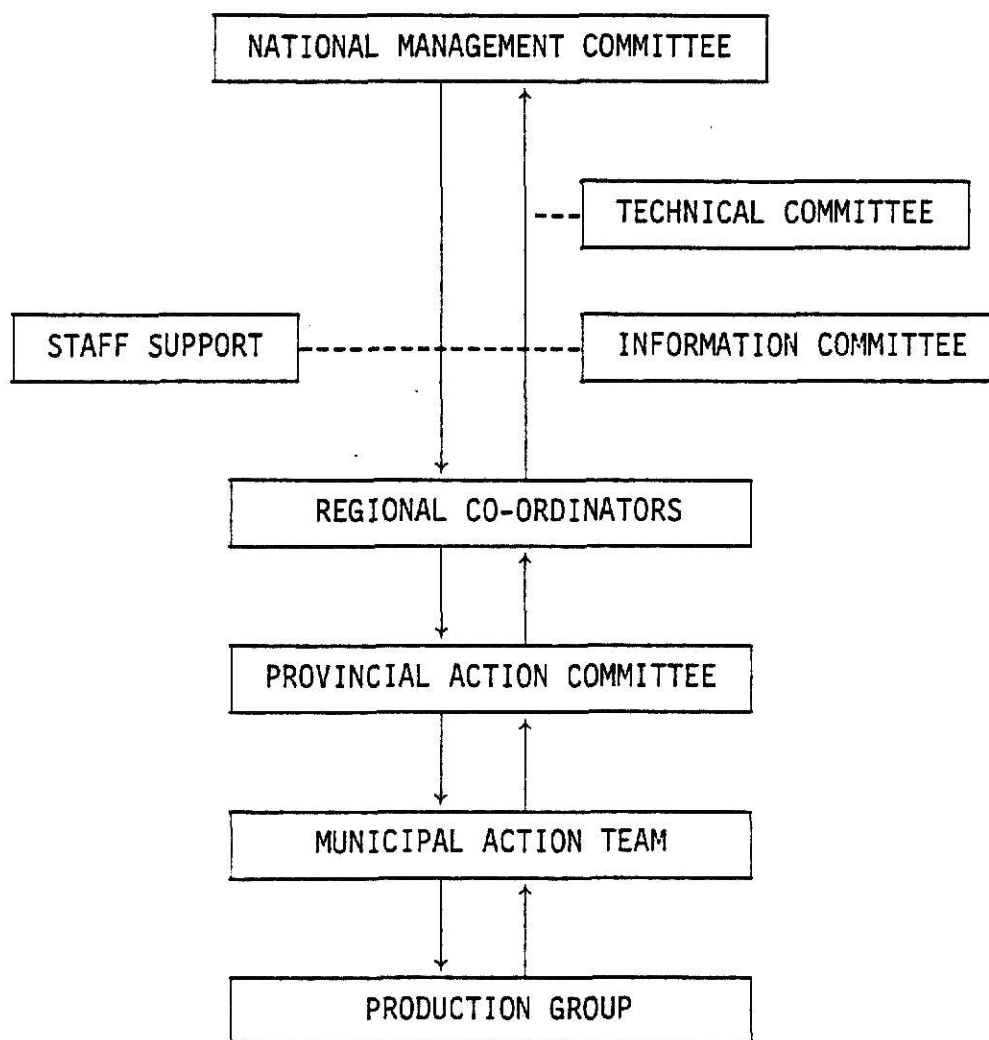 NATIONAL MANAGEMENT COMMITTEE
TECHNICAL COMMITTEE
STAFF SUPPORT
INFORMATION COMMITTEE
REGIONAL CO-ORDINATORS
PROVINCIAL ACTION COMMITTEE
MUNICIPAL ACTION TEAM
PRODUCTION GROUP